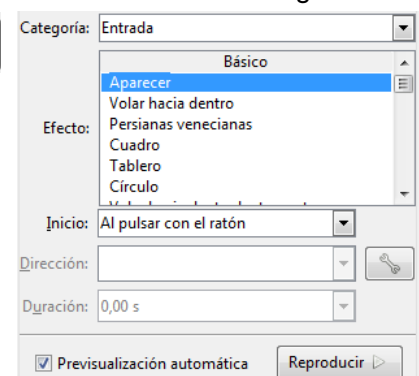 Categoría: Entrada
Básico
Aparecer
Volar hacia dentro
Persianas venecianas
Efecto:
Cuadro
Tablero
Círculo
Inicio: Al pulsar con el ratón
Dirección:
Duración: 0,00 s
Previsualización automática
Reproducir